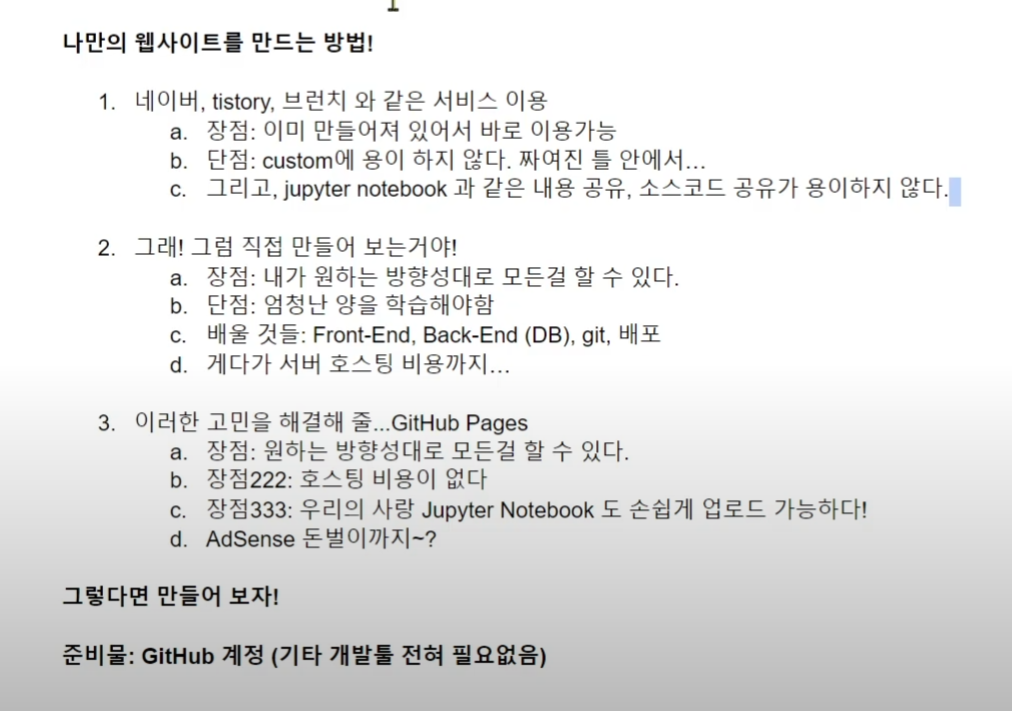 나만의 웹사이트를 만드는 방법!
1. 네이버, tistory, 브런치 와 같은 서비스 이용
a. 장점: 이미 만들어져 있어서 바로 이용가능
b. 단점: custom에 용이 하지 않다. 짜여진 틀 안에서...
c. 그리고, jupyter notebook 과 같은 내용 공유, 소스코드 공유가 용이하지 않다.
2. 그래! 그럼 직접 만들어 보는거야!
a. 장점: 내가 원하는 방향성대로 모든걸 할 수 있다.
b. 단점: 엄청난 양을 학습해야함
c. 배울 것들: Front-End, Back-End (DB), git, 배포
d. 게다가 서버 호스팅 비용까지...
3. 이러한 고민을 해결해 줄...GitHub Pages
a. 장점: 원하는 방향성대로 모든걸 할 수 있다.
b. 장점222: 호스팅 비용이 없다
c. 장점333: 우리의 사랑 Jupyter Notebook 도 손쉽게 업로드 가능하다!
d. AdSense 돈벌이까지~?
그렇다면 만들어 보자!
준비물: GitHub 계정 (기타 개발툴 전혀 필요없음)